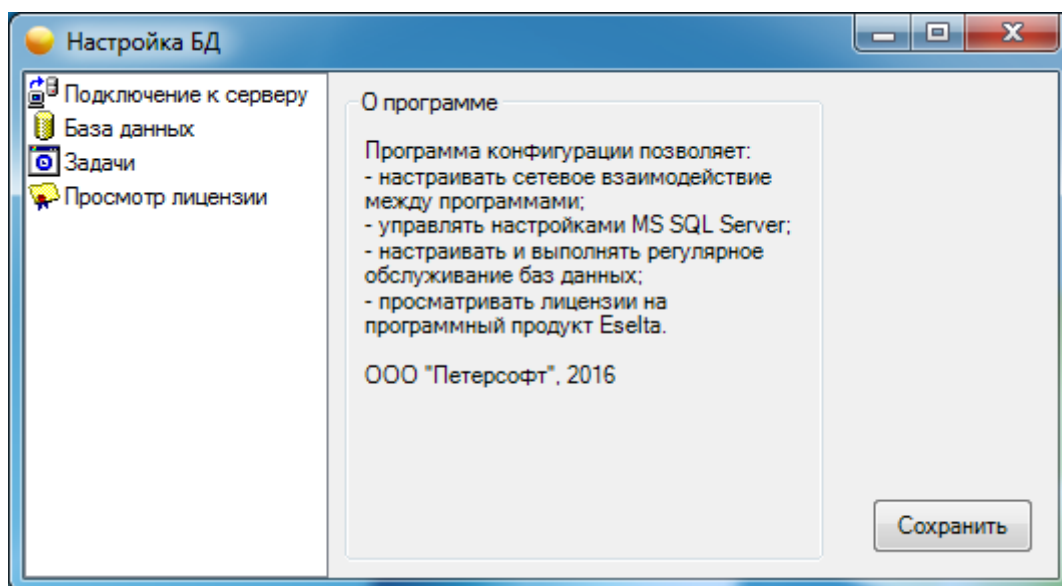 Настройка БД
Подключение к серверу
База данных
Задачи
Просмотр лицензии
О программе
Программа конфигурации позволяет:
- настраивать сетевое взаимодействие
между программами;
- управлять настройками MS SQL Server;
- настраивать и выполнять регулярное
обслуживание баз данных;
- просматривать лицензии на
программный продукт Eselta.
ООО "Петерсофт", 2016
Сохранить